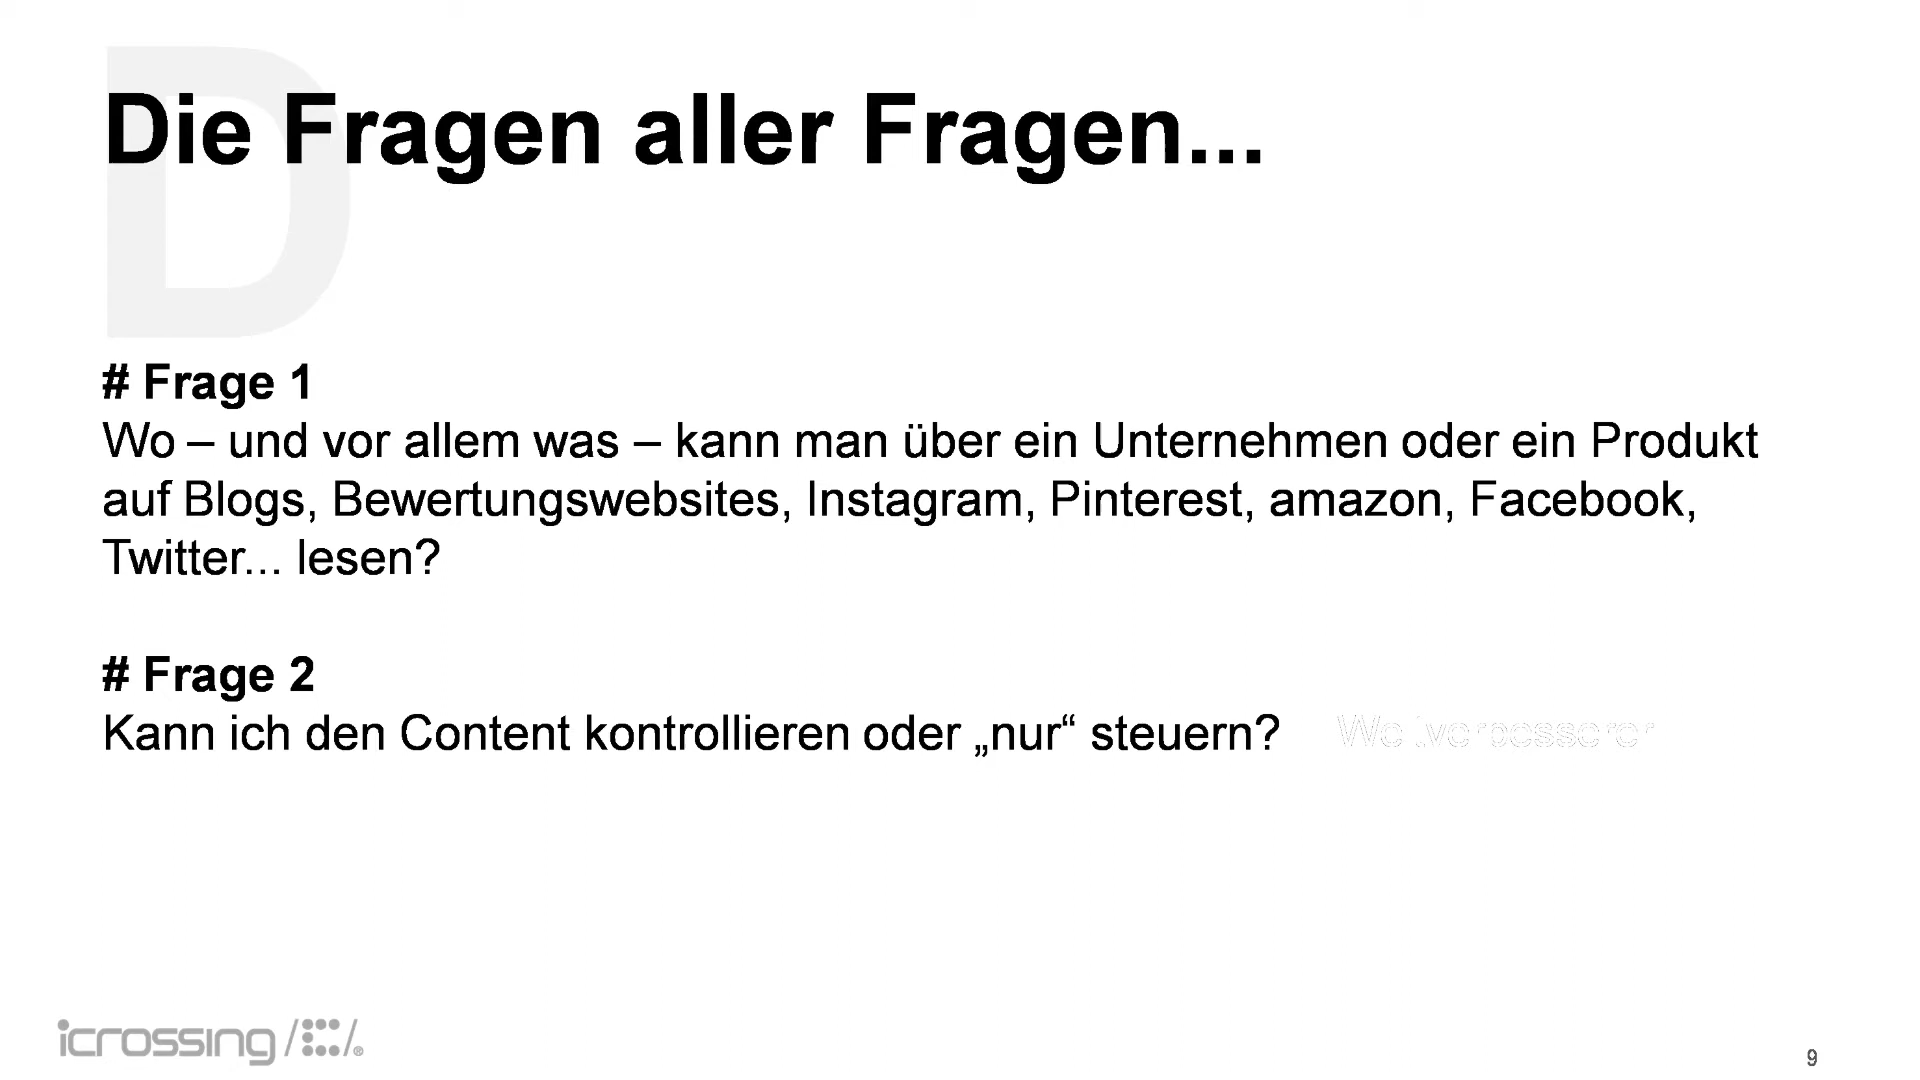 D
Die Fragen aller Fragen...
# Frage 1
Wo – und vor allem was – kann man über ein Unternehmen oder ein Produkt
auf Blogs, Bewertungswebsites, Instagram, Pinterest, amazon, Facebook,
Twitter... lesen?
# Frage 2
Kann ich den Content kontrollieren oder „nur“ steuern? Weltverbesserer
icrossing ®
9